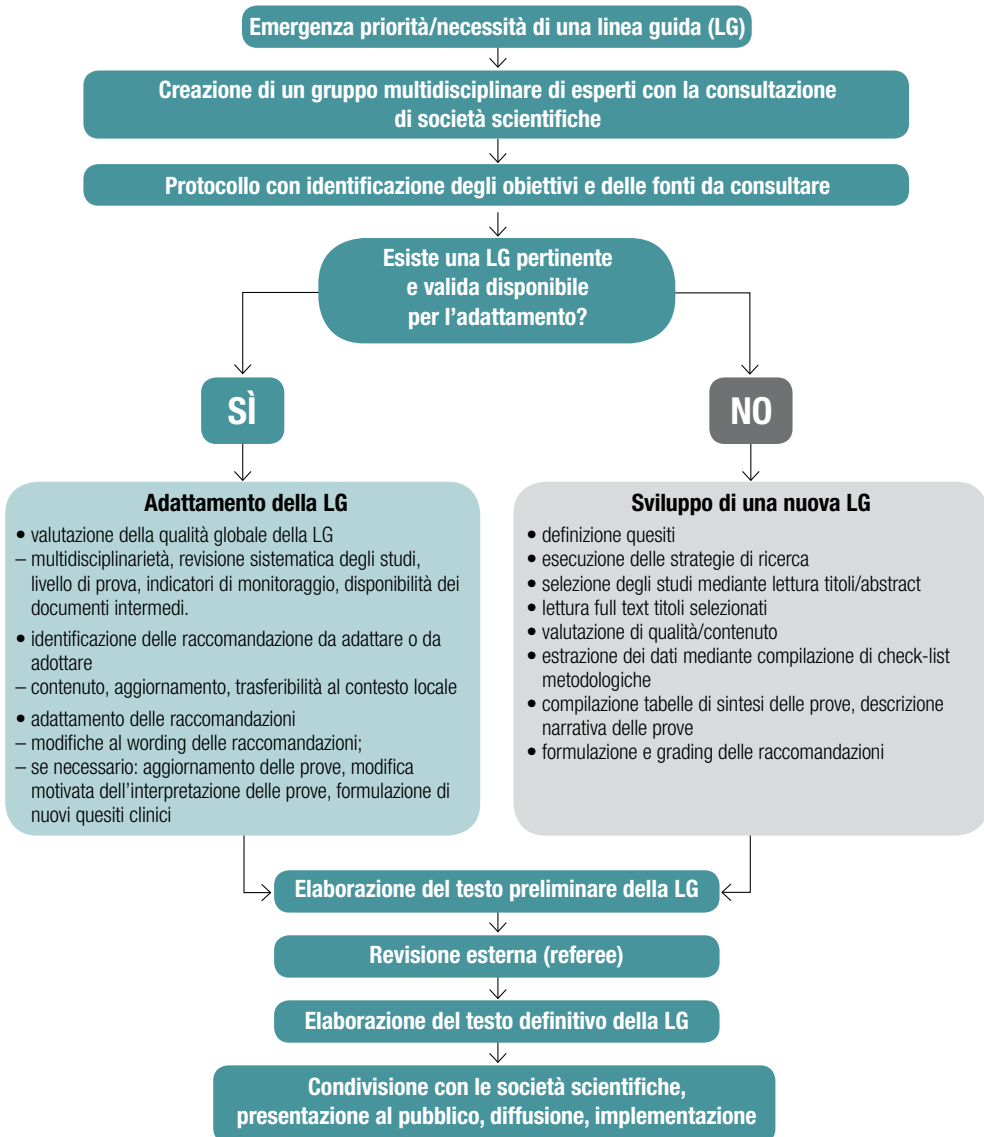 Emergenza priorità/necessità di una linea guida (LG)
Creazione di un gruppo multidisciplinare di esperti con la consultazione
di società scientifiche
Protocollo con identificazione degli obiettivi e delle fonti da consultare
Esiste una LG pertinente
e valida disponibile
per l'adattamento?
SÌ
NO
Adattamento della LG
• valutazione della qualità globale della LG
– multidisciplinarietà, revisione sistematica degli studi,
livello di prova, indicatori di monitoraggio, disponibilità dei
documenti intermedi.
• identificazione delle raccomandazione da adattare o da
adottare
– contenuto, aggiornamento, trasferibilità al contesto locale
• adattamento delle raccomandazioni
– modifiche al wording delle raccomandazioni;
– se necessario: aggiornamento delle prove, modifica
motivata dell'interpretazione delle prove, formulazione di
nuovi quesiti clinici
Sviluppo di una nuova LG
• definizione quesiti
• esecuzione delle strategie di ricerca
• selezione degli studi mediante lettura titoli/abstract
• lettura full text titoli selezionati
• valutazione di qualità/contenuto
• estrazione dei dati mediante compilazione di check-list
metodologiche
• compilazione tabelle di sintesi delle prove, descrizione
narrativa delle prove
• formulazione e grading delle raccomandazioni
Elaborazione del testo preliminare della LG
Revisione esterna (referee)
Elaborazione del testo definitivo della LG
Condivisione con le società scientifiche,
presentazione al pubblico, diffusione, implementazione